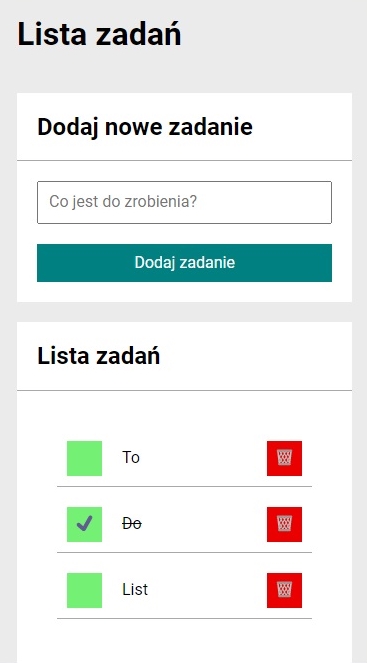 Lista zadań
Dodaj nowe zadanie
Co jest do zrobienia?
Dodaj zadanie
Lista zadań
To
Do
List